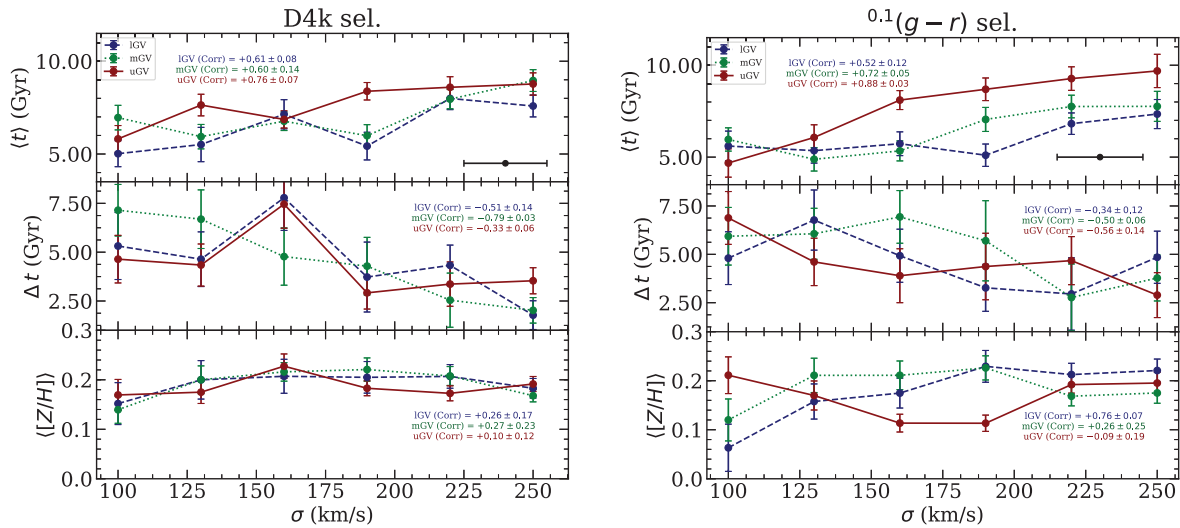 D4k sel.
lGV
mGV
uGV
lGV (Corr) = +0.61 ± 0.08
mGV (Corr) = +0.60 ± 0.14
uGV (Corr) = +0.76 ± 0.07
10.00
5.00
⟨t⟩ (Gyr)
lGV (Corr) = −0.51 ± 0.14
mGV (Corr) = −0.79 ± 0.03
uGV (Corr) = −0.33 ± 0.06
7.50
5.00
2.50
Δ t (Gyr)
0.3
0.2
0.1
0.0
⟨[Z/H]⟩
lGV (Corr) = +0.26 ± 0.17
mGV (Corr) = +0.27 ± 0.23
uGV (Corr) = +0.10 ± 0.12
100 125 150 175 200 225 250
σ (km/s)
0.1(g − r) sel.
lGV
mGV
uGV
lGV (Corr) = +0.52 ± 0.12
mGV (Corr) = +0.72 ± 0.05
uGV (Corr) = +0.88 ± 0.03
10.00
5.00
⟨t⟩ (Gyr)
lGV (Corr) = −0.34 ± 0.12
mGV (Corr) = −0.50 ± 0.06
uGV (Corr) = −0.56 ± 0.14
7.50
5.00
2.50
Δ t (Gyr)
0.3
0.2
0.1
0.0
⟨[Z/H]⟩
lGV (Corr) = +0.76 ± 0.07
mGV (Corr) = +0.26 ± 0.25
uGV (Corr) = −0.09 ± 0.19
100 125 150 175 200 225 250
σ (km/s)